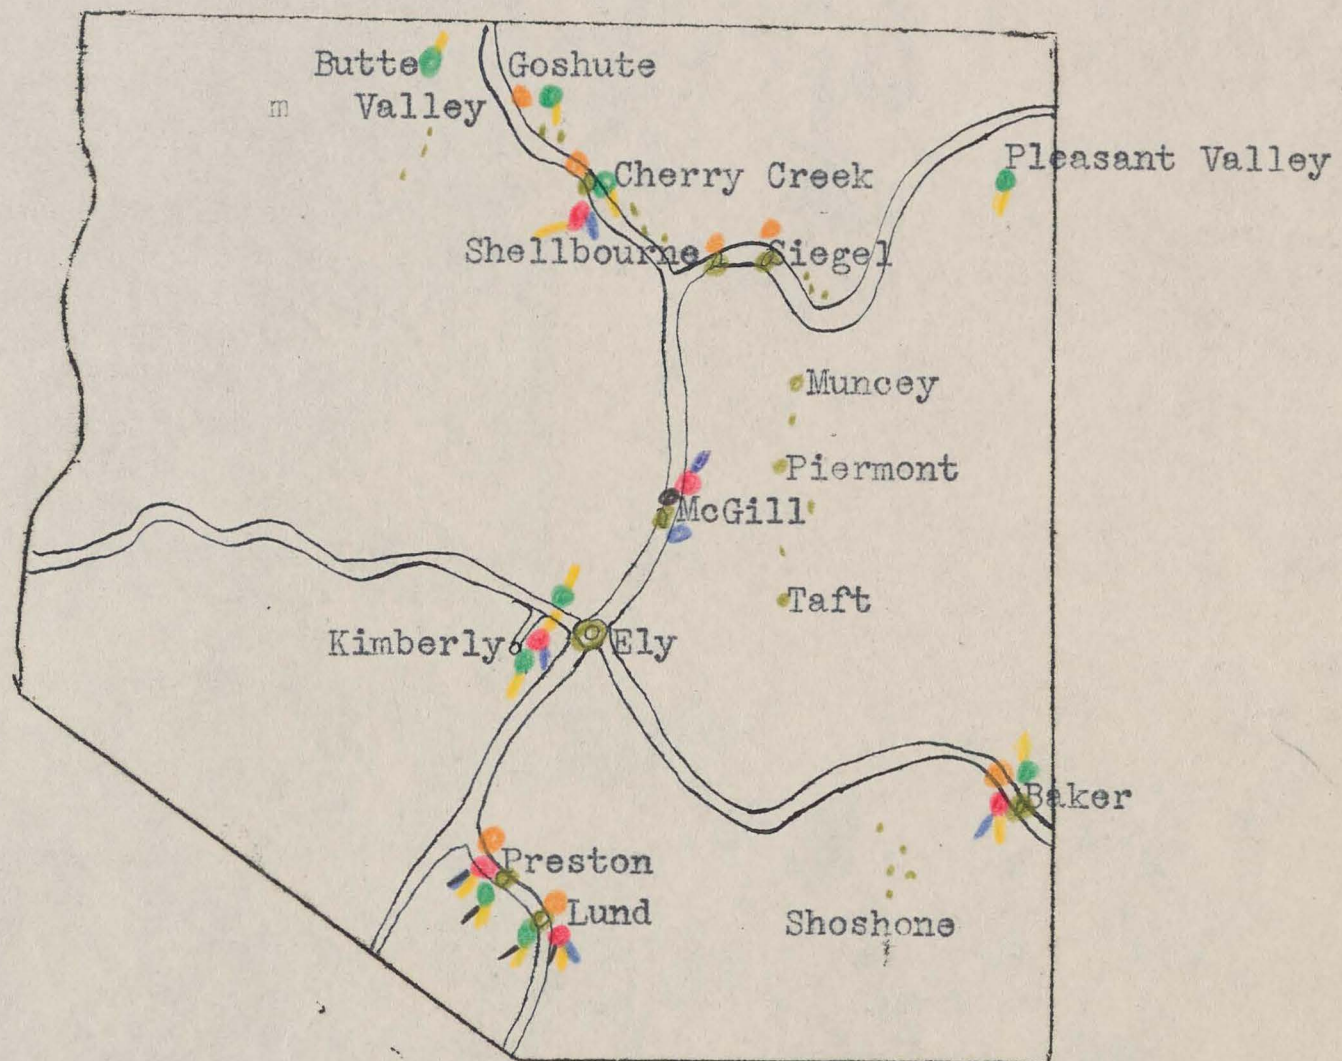 Butte Goshute
m Valley
Pleasant Valley
Cherry Creek
Shellbourne Siegel
Muncey
Piermont
McGill
Taft
Kimberly Ely
Baker
Preston
Lund
Shoshone